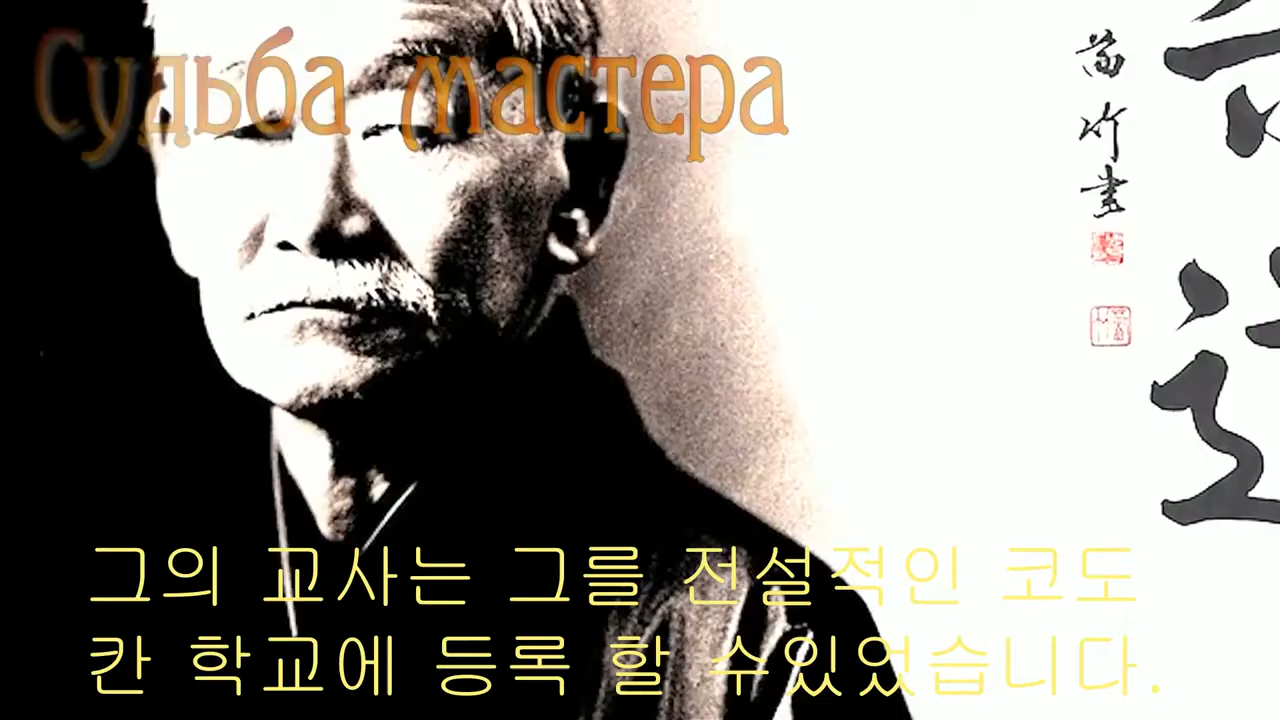 Судьба мастера
그의 교사는 그를 전설적인 코도
칸 학교에 등록 할 수있었습니다.